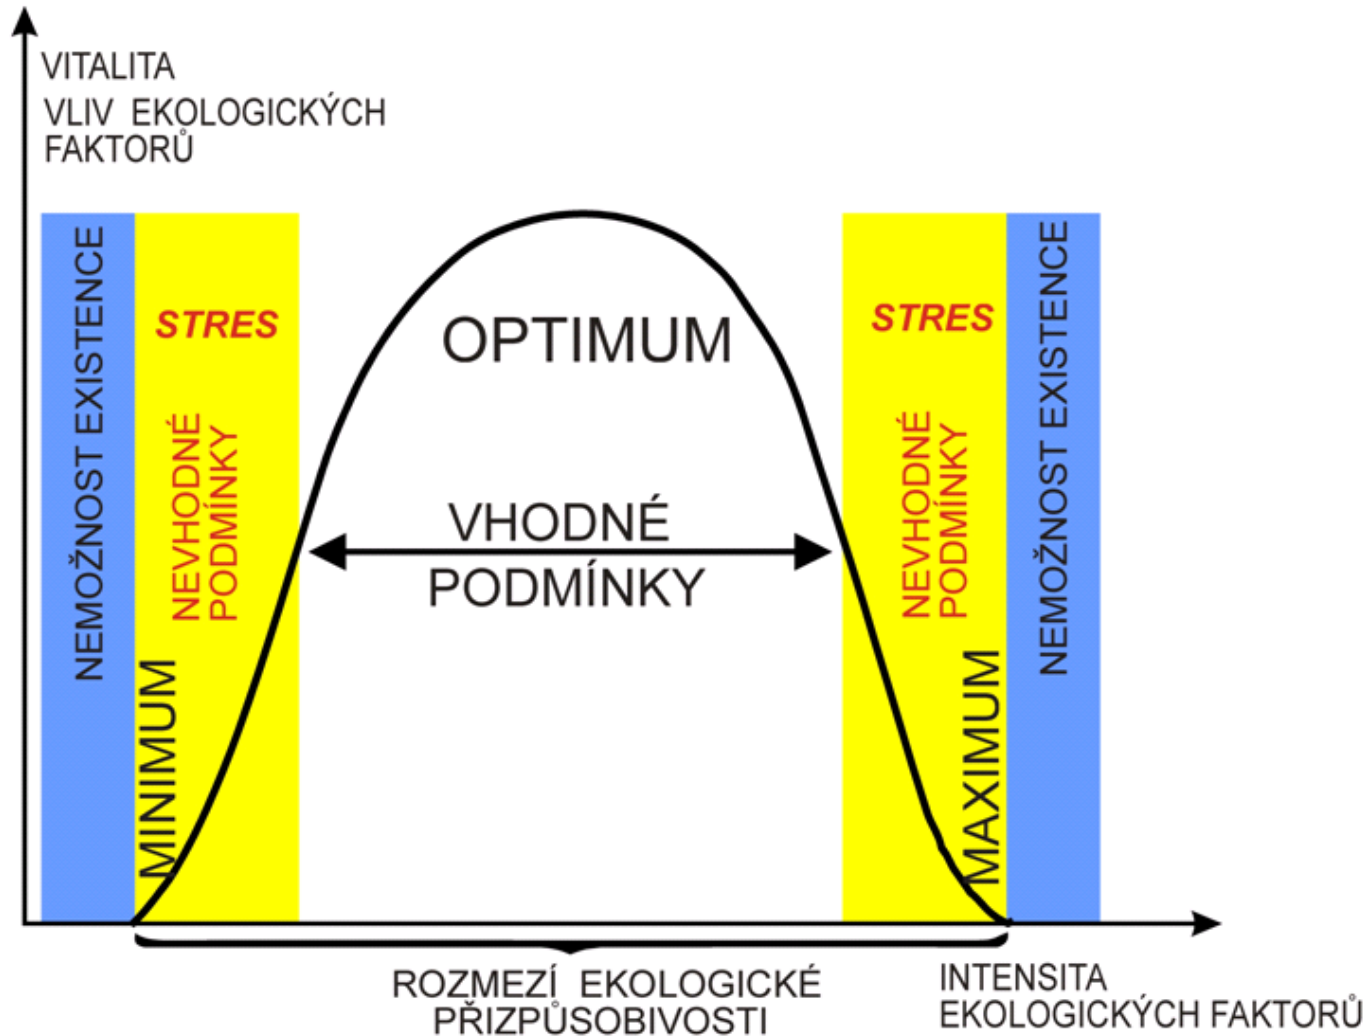 VITALITA
VLIV EKOLOGICKÝCH
FAKTORŮ
NEMOŽNOST EXISTENCE
STRES
NEVHODNÉ
PODMÍNKY
MINIMUM
OPTIMUM
VHODNÉ
PODMÍNKY
STRES
NEVHODNÉ
PODMÍNKY
MAXIMUM
NEMOŽNOST EXISTENCE
ROZMEZÍ EKOLOGICKÉ
PŘIZPŮSOBIVOSTI
INTENSITA
EKOLOGICKÝCH FAKTORŮ